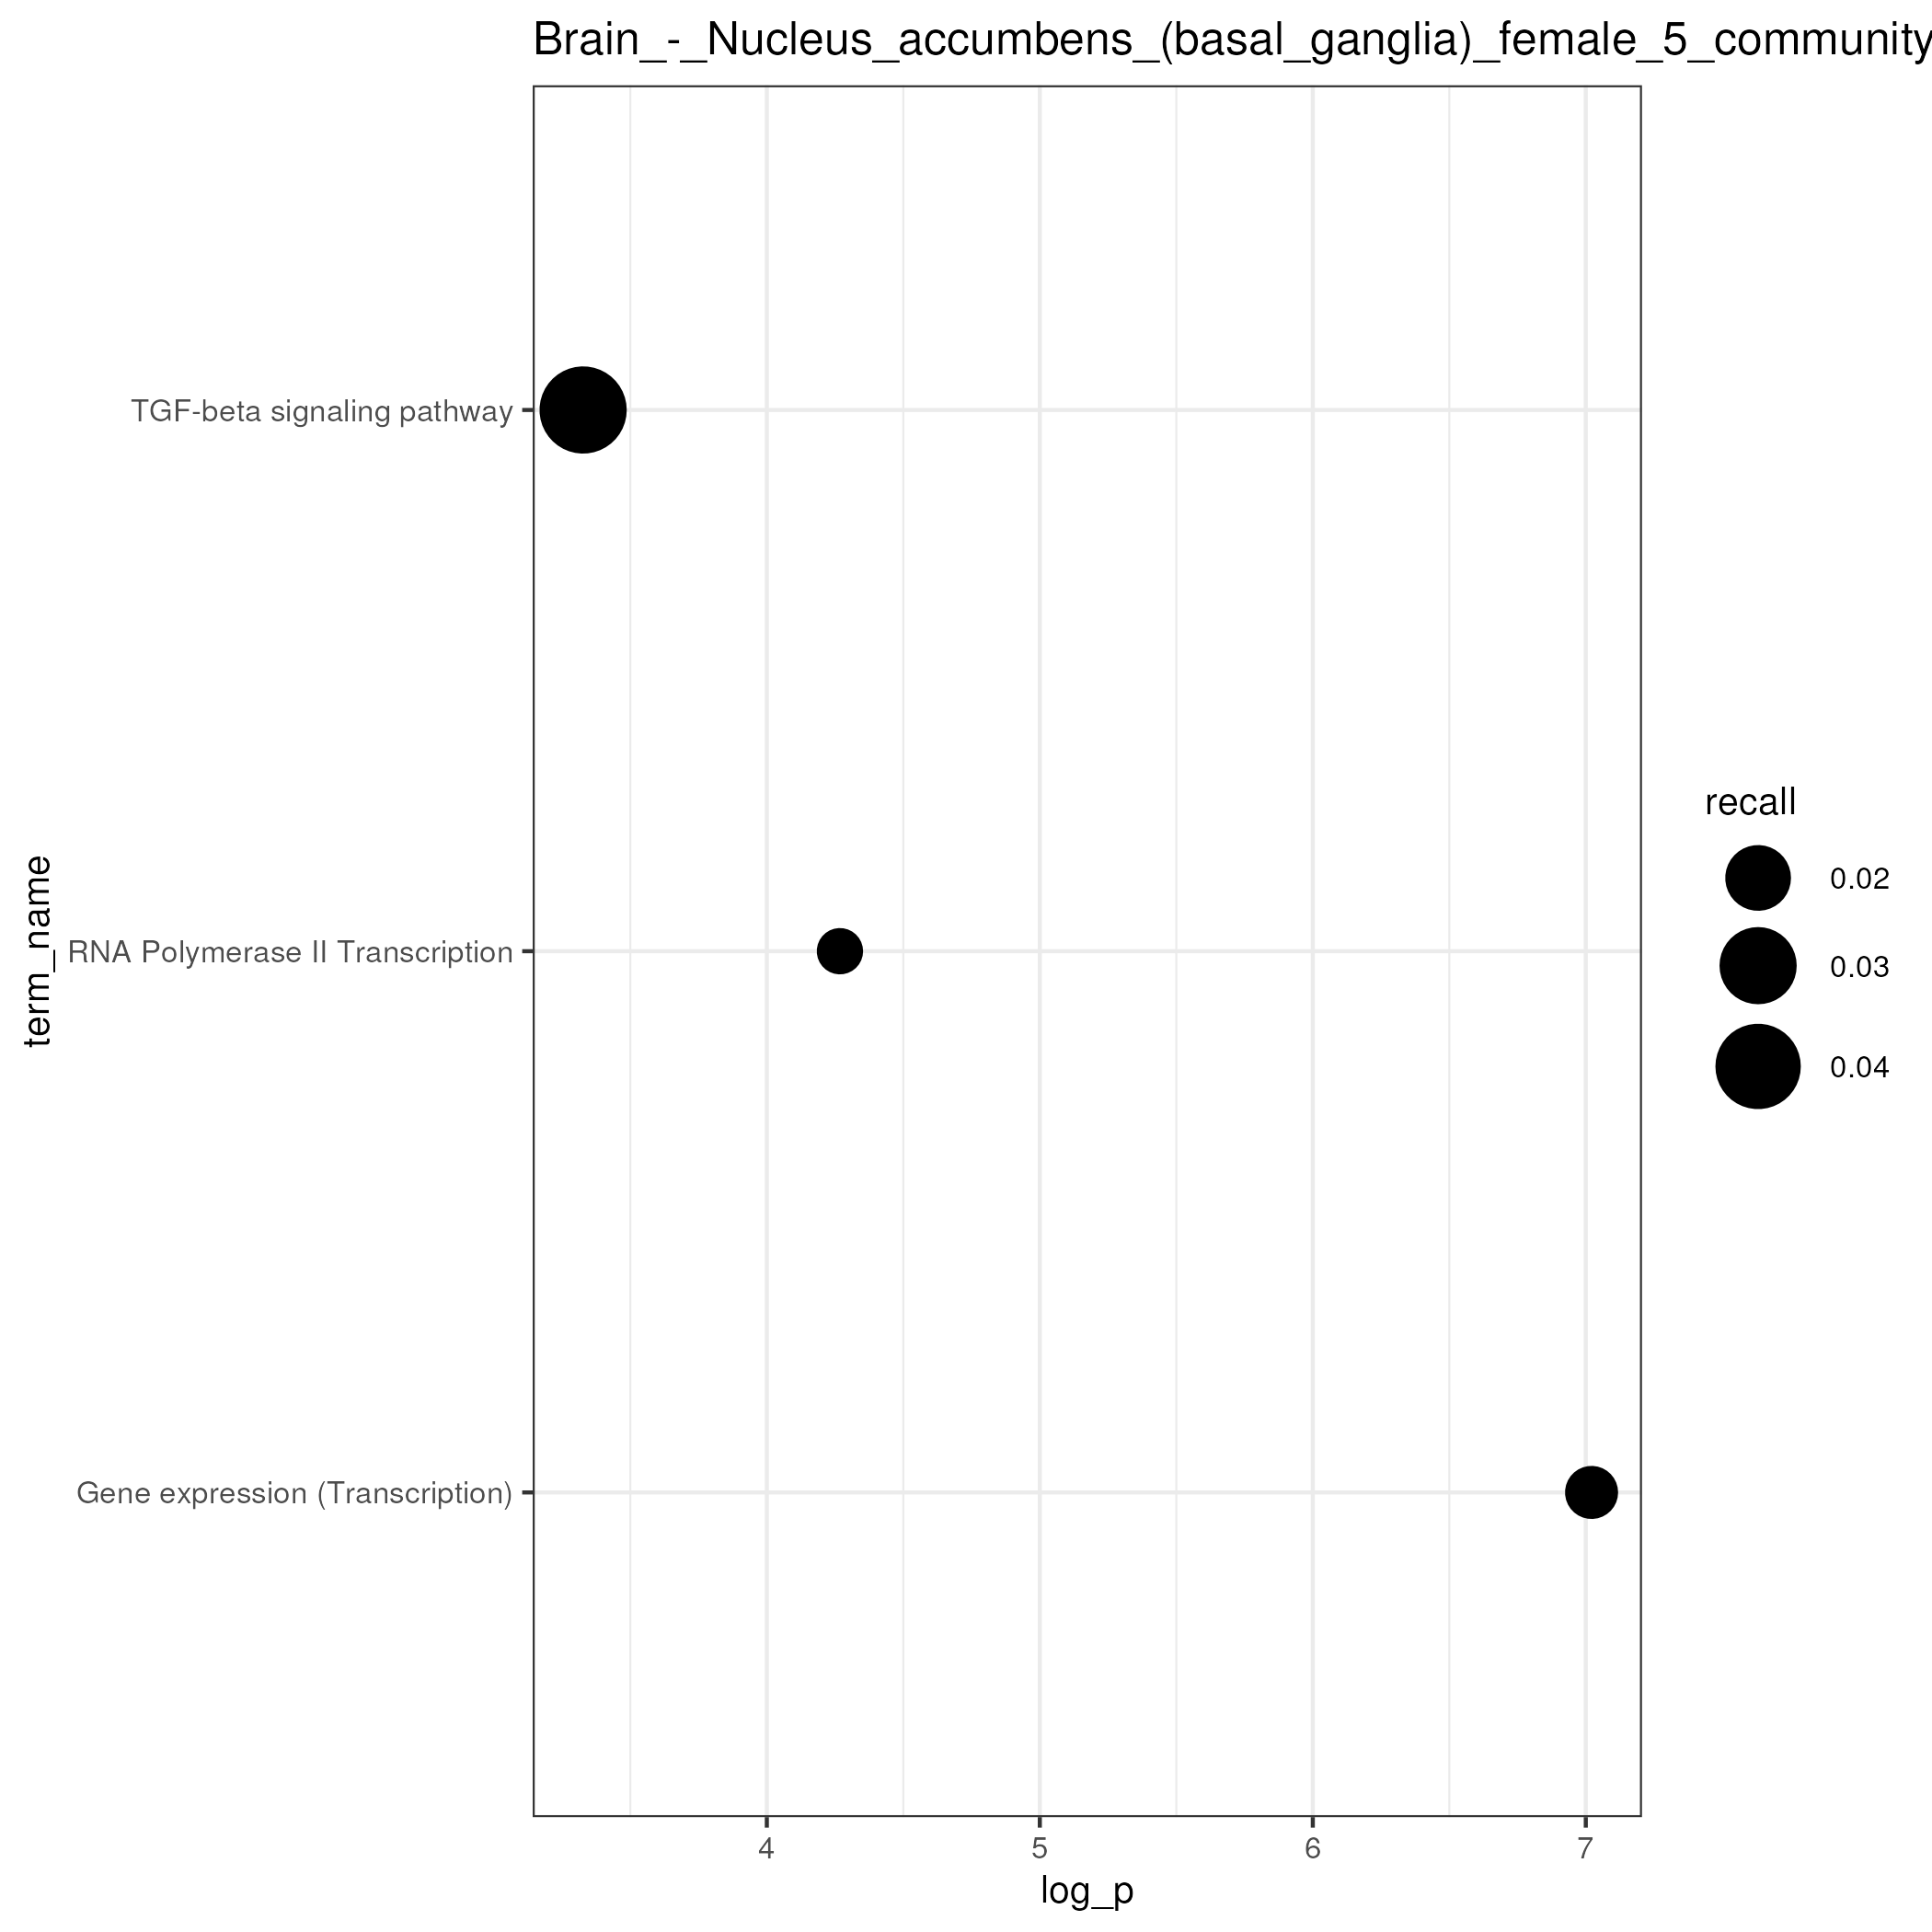 Brain_-_Nucleus_accumbens_(basal_ganglia)_female_5_community
TGF-beta signaling pathway
RNA Polymerase II Transcription
Gene expression (Transcription)
term_name
4 5 6 7
log_p
recall
0.02
0.03
0.04